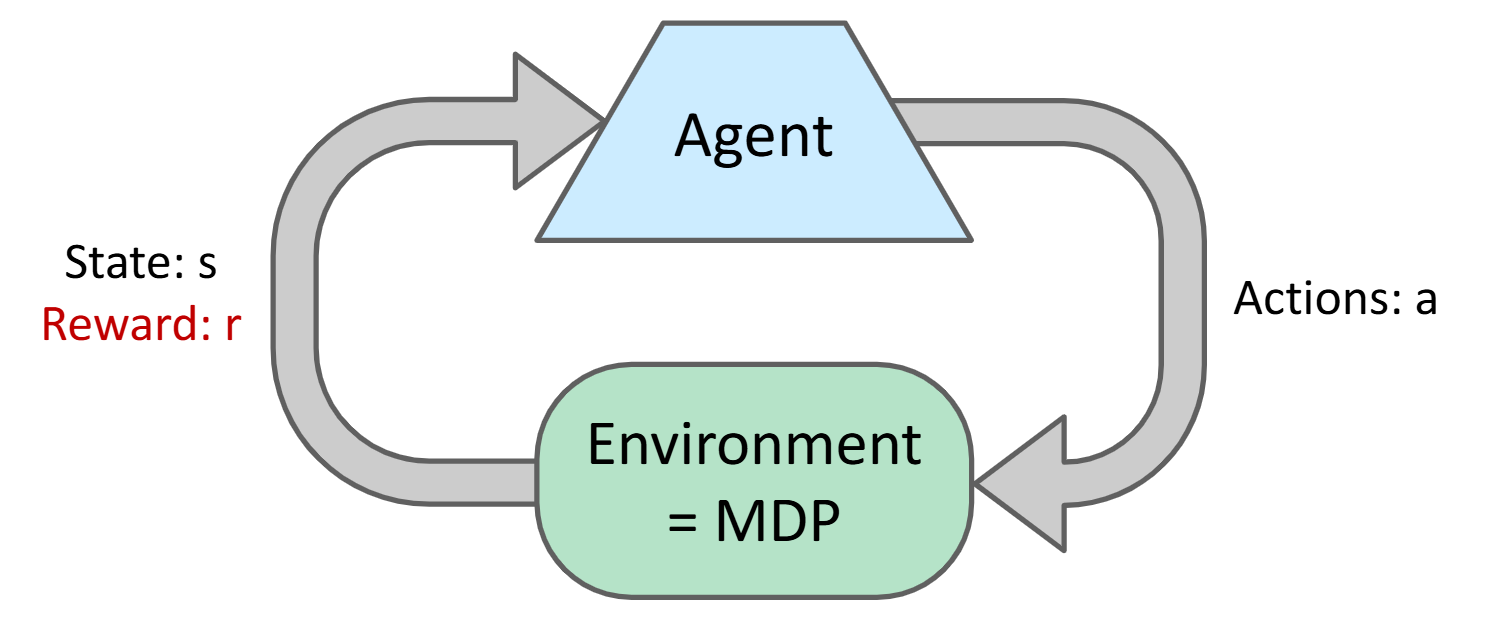 Agent
State: s
Reward: r
Actions: a
Environment
= MDP